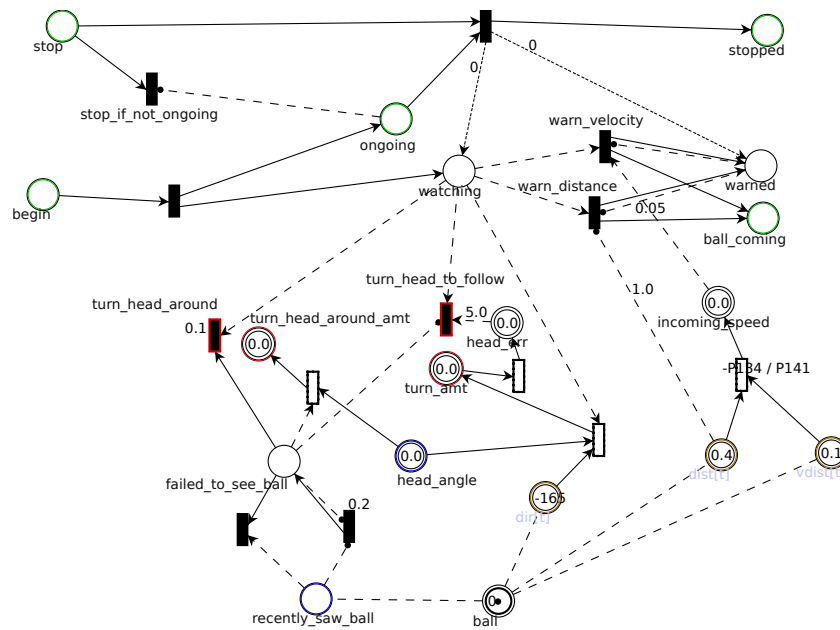 stop
0
stopped
0
stop_if_not_ongoing
ongoing
warn_velocity
watching
warn_distance
warned
begin
0.05
ball_coming
turn_head_to_follow
1.0
turn_head_around
turn_head_around_amt
5.0
0.0
0.0
incoming_speed
0.1
0.0
head_err
0.0
turn_amt
-P134 / P141
0.0
0.4
0.1
head_angle
dist[t]
vdist[t
failed_to_see_ball
-165
0.2
dir[t]
0
recently_saw_ball
ball